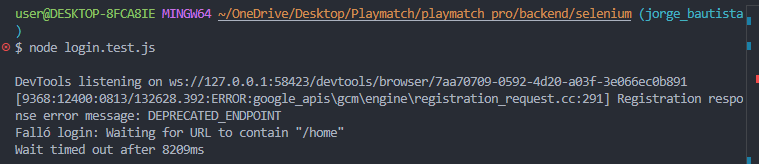 user@DESKTOP-8FCA8IE MINGW64 ~/OneDrive/Desktop/Playmatch/playmatch pro/backend/selenium (jorge_bautista
)
$ node login.test.js
DevTools listening on ws://127.0.0.1:58423/devtools/browser/7aa70709-0592-4d20-a03f-3e066ec0b891
[9368:12400:0813/132628.392:ERROR:google_apis\gcm\engine\registration_request.cc:291] Registration respo
nse error message: DEPRECATED_ENDPOINT
Falló login: Waiting for URL to contain "/home"
Wait timed out after 8209ms